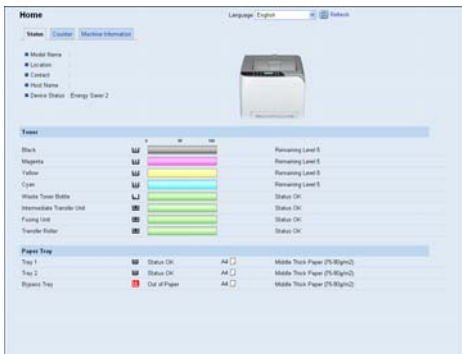 Home
Language English
Refresh
Status Counter Machine Information
Model Name :
Location :
Contact :
Host Name :
Device Status : Energy Saver 2
Toner
0 50 100
Black Remaining Level 5
Magenta Remaining Level 5
Yellow Remaining Level 5
Cyan Remaining Level 5
Waste Toner Bottle Status OK
Intermediate Transfer Unit Status OK
Fusing Unit Status OK
Transfer Roller Status OK
Paper Tray
Tray 1 Status OK A4 Middle Thick Paper (75-90g/m2)
Tray 2 Status OK A4 Middle Thick Paper (75-90g/m2)
Bypass Tray Out of Paper A4 Middle Thick Paper (75-90g/m2)